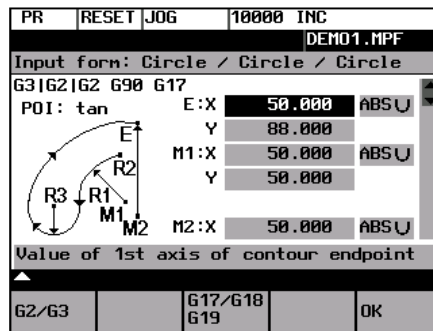 PR RESET JOG 10000 INC
DEMO1.MPF
Input form: Circle / Circle / Circle
G3|G2|G2 G90 G17
POI: tan E:X 50.000 ABS
Y 88.000
M1:X 50.000 ABS
Y 50.000
M2:X 50.000 ABS
E
R2
R3 R1
M1
M2
Value of 1st axis of contour endpoint
G2/G3 G17/G18 G19 OK